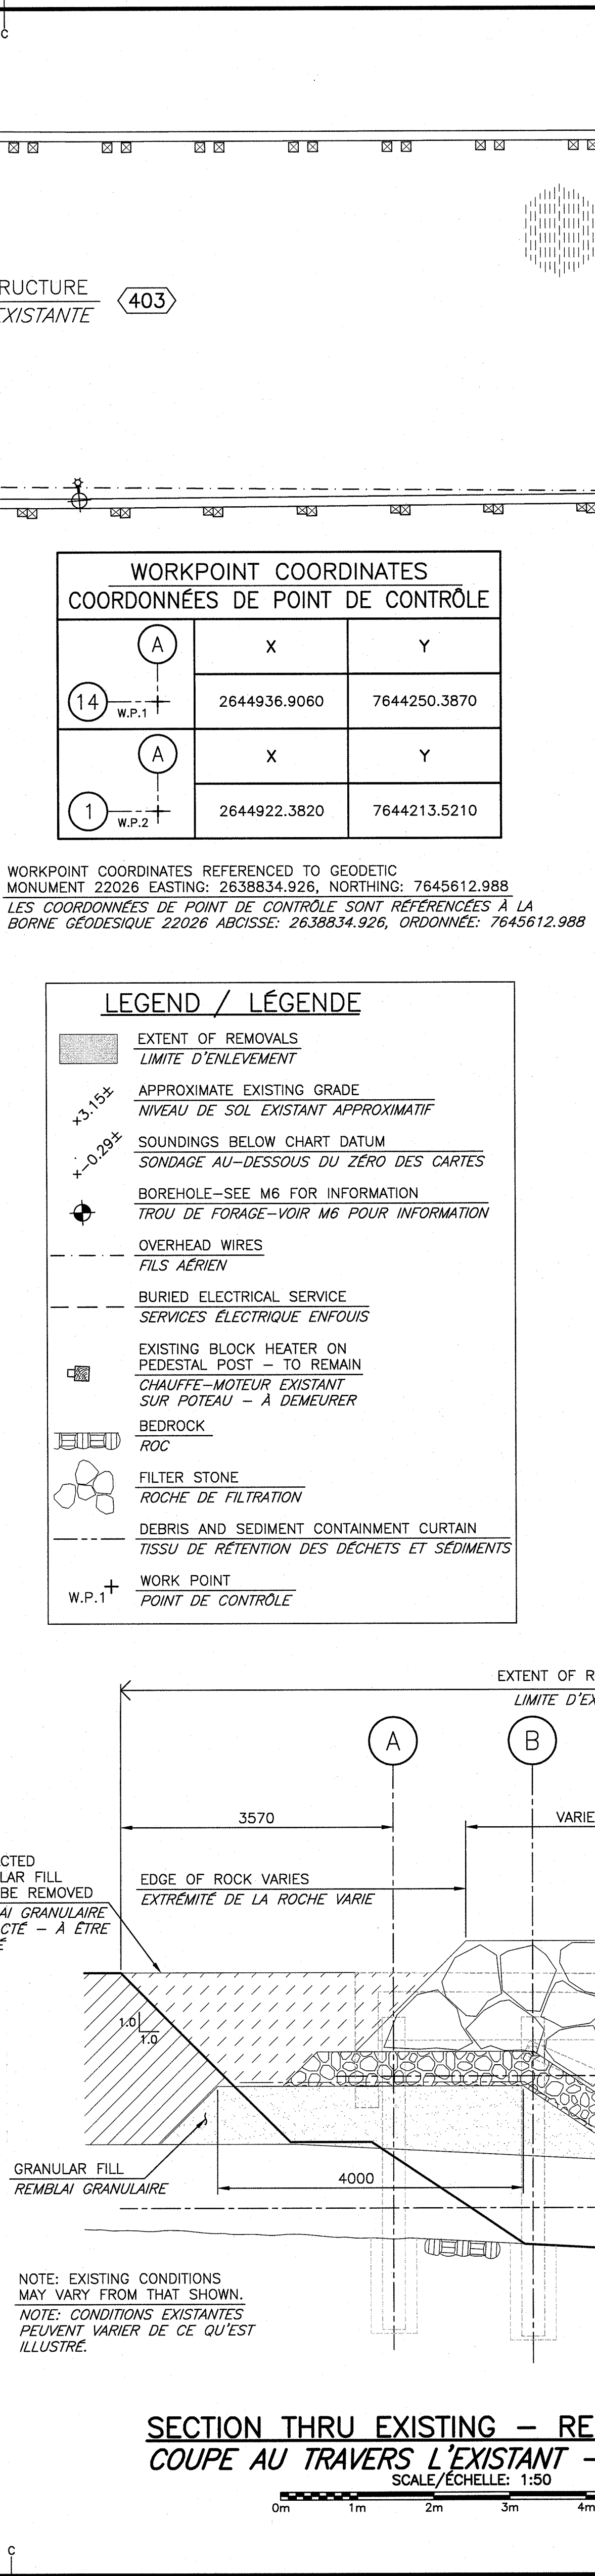 C
RUCTURE
EXISTANTE
403
WORKPOINT COORDINATES
COORDONNÉES DE POINT DE CONTRÔLE
A
X
Y
14
W.P.1
2644936.9060
7644250.3870
A
X
Y
1
W.P.2
2644922.3820
7644213.5210
WORKPOINT COORDINATES REFERENCED TO GEODETIC
MONUMENT 22026 EASTING: 2638834.926, NORTHING: 7645612.988
LES COORDONNÉES DE POINT DE CONTRÔLE SONT RÉFÉRENCÉES À LA
BORNE GÉODESIQUE 22026 ABCISSE: 2638834.926, ORDONNÉE: 7645612.988
LEGEND / LÉGENDE
EXTENT OF REMOVALS
LIMITE D'ENLEVEMENT
×3.15±
APPROXIMATE EXISTING GRADE
NIVEAU DE SOL EXISTANT APPROXIMATIF
×-0.29±
SOUNDINGS BELOW CHART DATUM
SONDAGE AU-DESSOUS DU ZÉRO DES CARTES
BOREHOLE-SEE M6 FOR INFORMATION
TROU DE FORAGE-VOIR M6 POUR INFORMATION
OVERHEAD WIRES
FILS AÉRIEN
BURIED ELECTRICAL SERVICE
SERVICES ÉLECTRIQUE ENFOUIS
EXISTING BLOCK HEATER ON
PEDESTAL POST - TO REMAIN
CHAUFFE-MOTEUR EXISTANT
SUR POTEAU - À DEMEURER
BEDROCK
ROC
FILTER STONE
ROCHE DE FILTRATION
DEBRIS AND SEDIMENT CONTAINMENT CURTAIN
TISSU DE RÉTENTION DES DÉCHETS ET SÉDIMENTS
W.P.1
WORK POINT
POINT DE CONTRÔLE
EXTENT OF R
LIMITE D'EX
A
B
3570
VARIE
CTED
LAR FILL
BE REMOVED
AI GRANULAIRE
CTÉ - À ÊTRE
É
EDGE OF ROCK VARIES
EXTRÉMITÉ DE LA ROCHE VARIE
1.0
1.0
GRANULAR FILL
REMBLAI GRANULAIRE
4000
NOTE: EXISTING CONDITIONS
MAY VARY FROM THAT SHOWN.
NOTE: CONDITIONS EXISTANTES
PEUVENT VARIER DE CE QU'EST
ILLUSTRÉ.
SECTION THRU EXISTING - RE
COUPE AU TRAVERS L'EXISTANT -
SCALE/ÉCHELLE: 1:50
0m 1m 2m 3m 4m
C